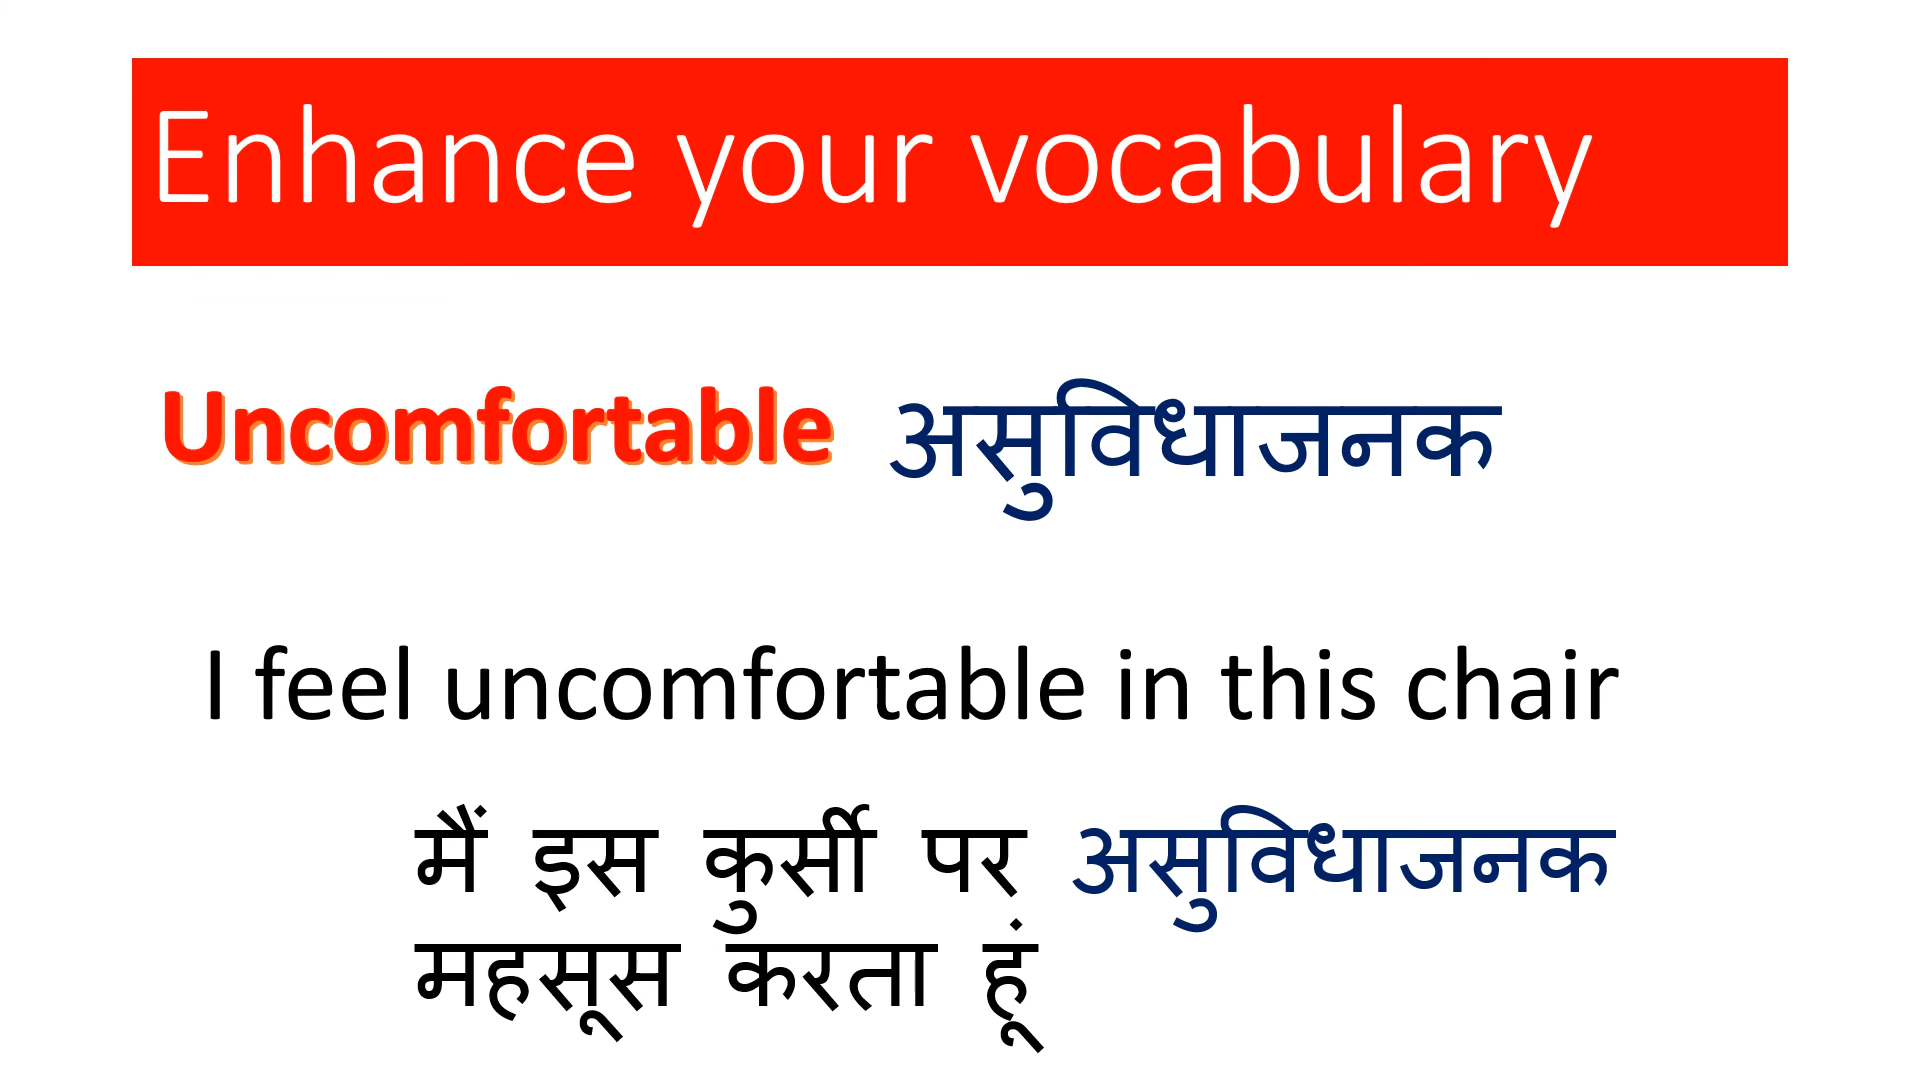 Enhance your vocabulary
Uncomfortable असुविधाजनक
I feel uncomfortable in this chair
मैं इस कुर्सी पर असुविधाजनक
महसूस करता हूं